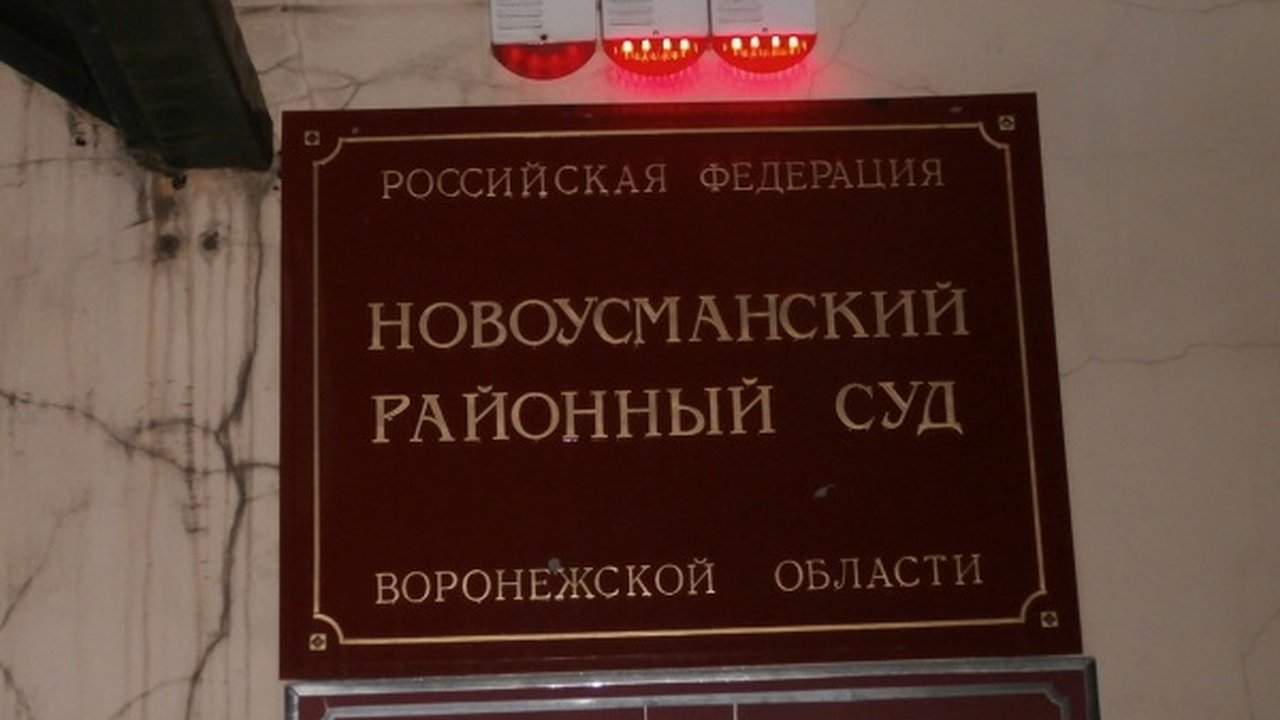 РОССИЙСКАЯ ФЕДЕРАЦИЯ
НОВОУСМАНСКИЙ
РАЙОННЫЙ СУД
ВОРОНЕЖСКОЙ ОБЛАСТИ